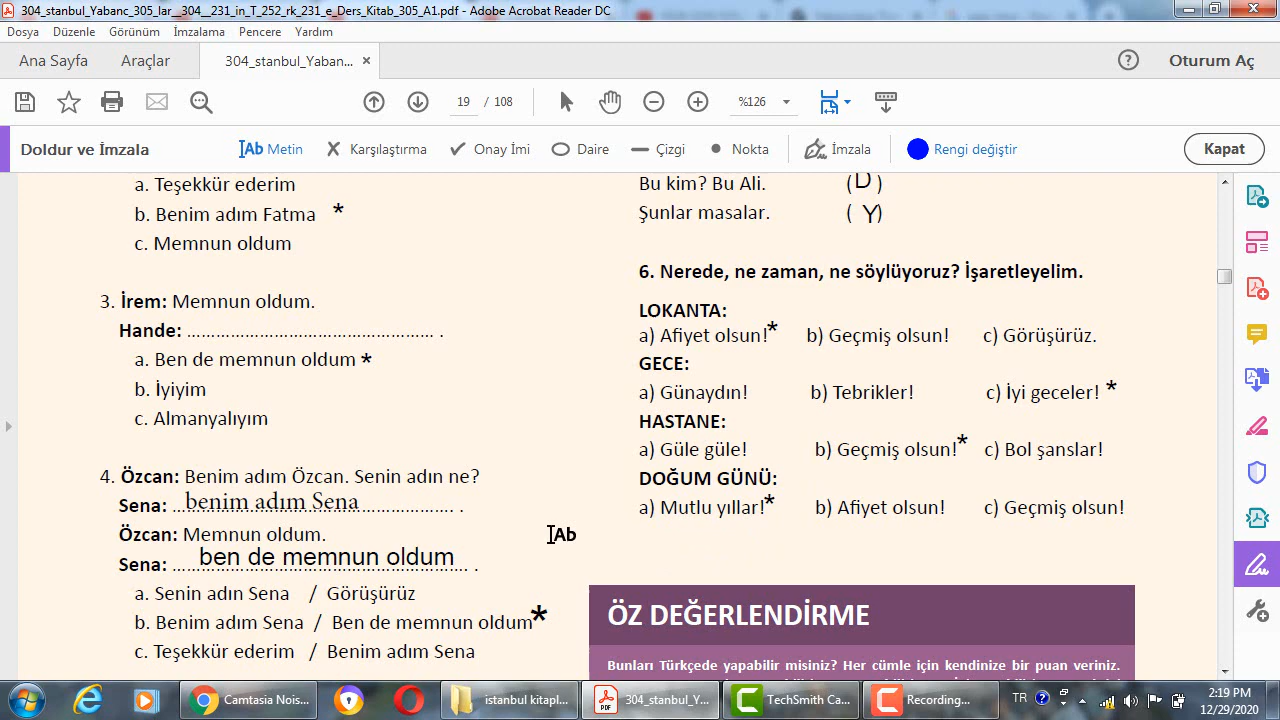 304_stanbul_Yabanc_305_lar__304__231_in_T_252_rk_231_e_Ders_Kitab_305_A1.pdf - Adobe Acrobat Reader DC
Dosya Düzenle Görünüm İmzalama Pencere Yardım
Ana Sayfa Araçlar 304_stanbul_Yaban... × ? Oturum Aç
19 / 108 %126
Doldur ve İmzala Ab Metin Karşılaştırma Onay İmi Daire Çizgi Nokta İmzala Rengi değiştir Kapat
a. Teşekkür ederim
b. Benim adım Fatma *
c. Memnun oldum
3. İrem: Memnun oldum.
Hande: ................................................ .
a. Ben de memnun oldum *
b. İyiyim
c. Almanyalıyım
4. Özcan: Benim adım Özcan. Senin adın ne?
Sena: benim adım Sena .
Özcan: Memnun oldum.
Sena: ben de memnun oldum .
a. Senin adın Sena / Görüşürüz
b. Benim adım Sena / Ben de memnun oldum *
c. Teşekkür ederim / Benim adım Sena
Bu kim? Bu Ali. (D)
Şunlar masalar. (Y)
6. Nerede, ne zaman, ne söylüyoruz? İşaretleyelim.
LOKANTA:
a) Afiyet olsun!* b) Geçmiş olsun! c) Görüşürüz.
GECE:
a) Günaydın! b) Tebrikler! c) İyi geceler! *
HASTANE:
a) Güle güle! b) Geçmiş olsun!* c) Bol şanslar!
DOĞUM GÜNÜ:
a) Mutlu yıllar!* b) Afiyet olsun! c) Geçmiş olsun!
Ab
ÖZ DEĞERLENDİRME
Bunları Türkçede yapabilir misiniz? Her cümle için kendinize bir puan veriniz.
Camtasia Nois... istanbul kitapl... 304_stanbul_Y... TechSmith Ca... Recording... TR 2:19 PM
12/29/2020